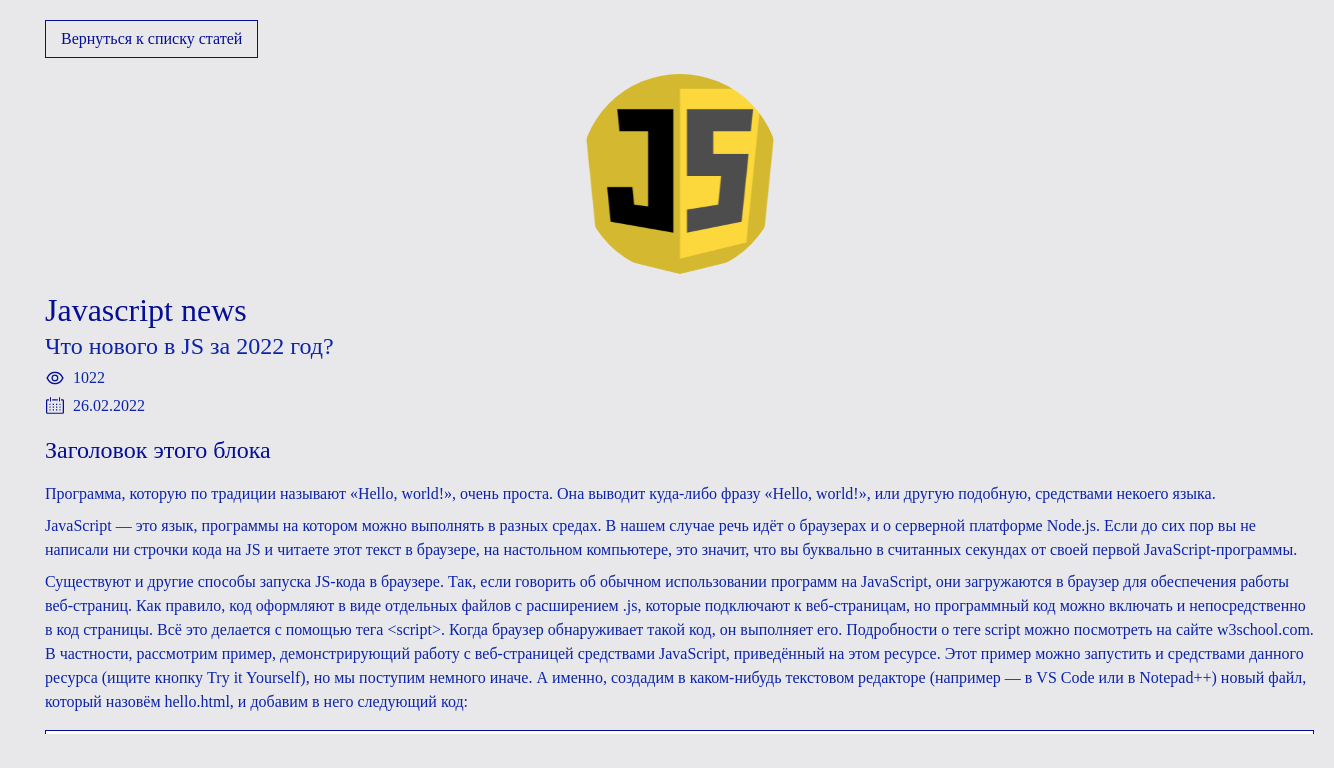 Вернуться к списку статей
JS
Javascript news
Что нового в JS за 2022 год?
1022
26.02.2022
Заголовок этого блока
Программа, которую по традиции называют «Hello, world!», очень проста. Она выводит куда-либо фразу «Hello, world!», или другую подобную, средствами некоего языка.
JavaScript — это язык, программы на котором можно выполнять в разных средах. В нашем случае речь идёт о браузерах и о серверной платформе Node.js. Если до сих пор вы не
написали ни строчки кода на JS и читаете этот текст в браузере, на настольном компьютере, это значит, что вы буквально в считанных секундах от своей первой JavaScript-программы.
Существуют и другие способы запуска JS-кода в браузере. Так, если говорить об обычном использовании программ на JavaScript, они загружаются в браузер для обеспечения работы
веб-страниц. Как правило, код оформляют в виде отдельных файлов с расширением .js, которые подключают к веб-страницам, но программный код можно включать и непосредственно
в код страницы. Всё это делается с помощью тега <script>. Когда браузер обнаруживает такой код, он выполняет его. Подробности о теге script можно посмотреть на сайте w3school.com.
В частности, рассмотрим пример, демонстрирующий работу с веб-страницей средствами JavaScript, приведённый на этом ресурсе. Этот пример можно запустить и средствами данного
ресурса (ищите кнопку Try it Yourself), но мы поступим немного иначе. А именно, создадим в каком-нибудь текстовом редакторе (например — в VS Code или в Notepad++) новый файл,
который назовём hello.html, и добавим в него следующий код: